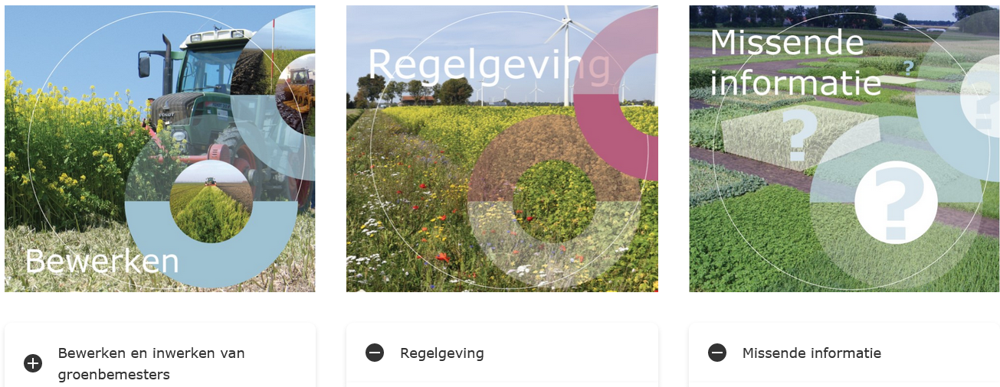 Bewerken
Regelgeving
Missende
informatie
?
?
?
?
Bewerken en inwerken van
groenbemesters
Regelgeving
Missende informatie